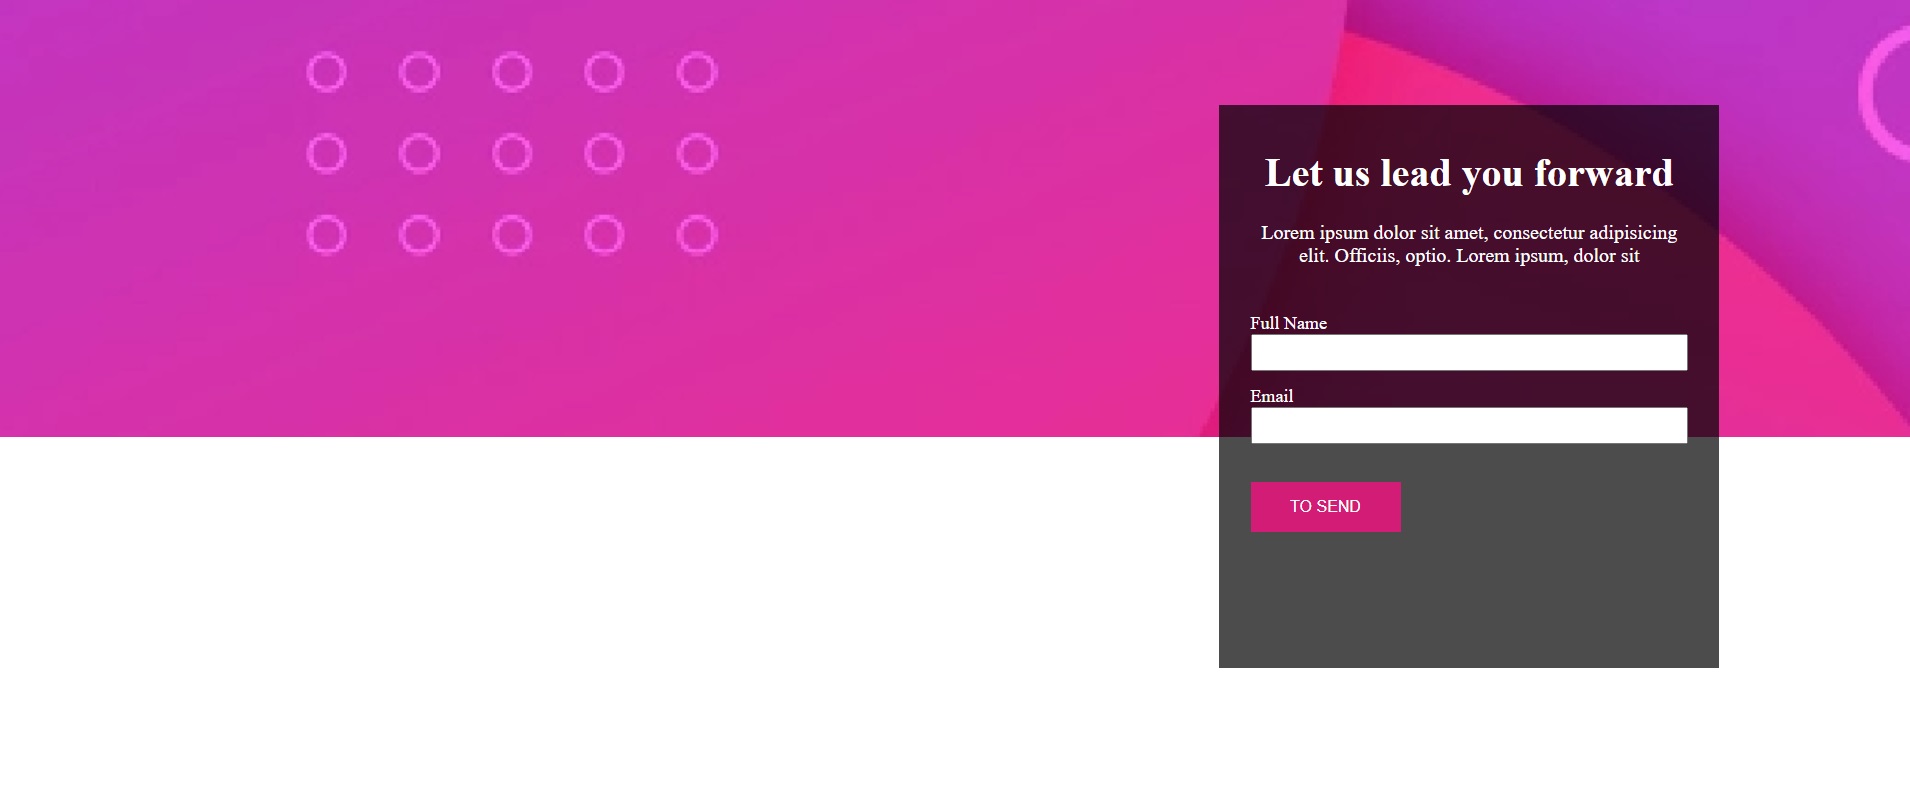 Let us lead you forward
Lorem ipsum dolor sit amet, consectetur adipisicing
elit. Officiis, optio. Lorem ipsum, dolor sit
Full Name
Email
TO SEND